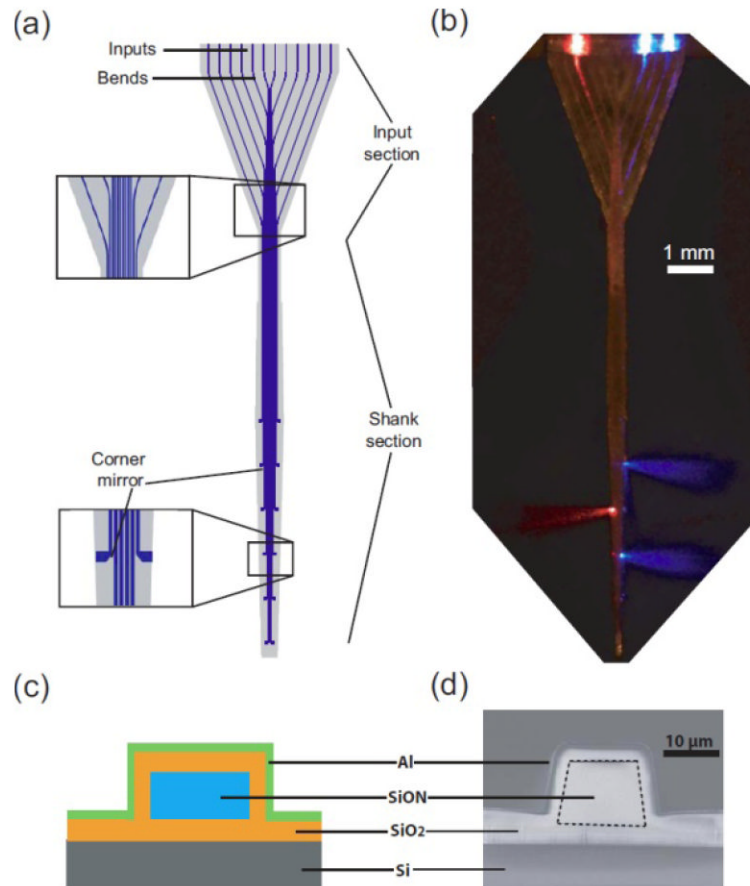 (a)
Inputs
Bends
Input
section
Shank
section
Corner
mirror
(b)
1 mm
(c)
Al
SiON
SiO2
Si
(d)
10 μm